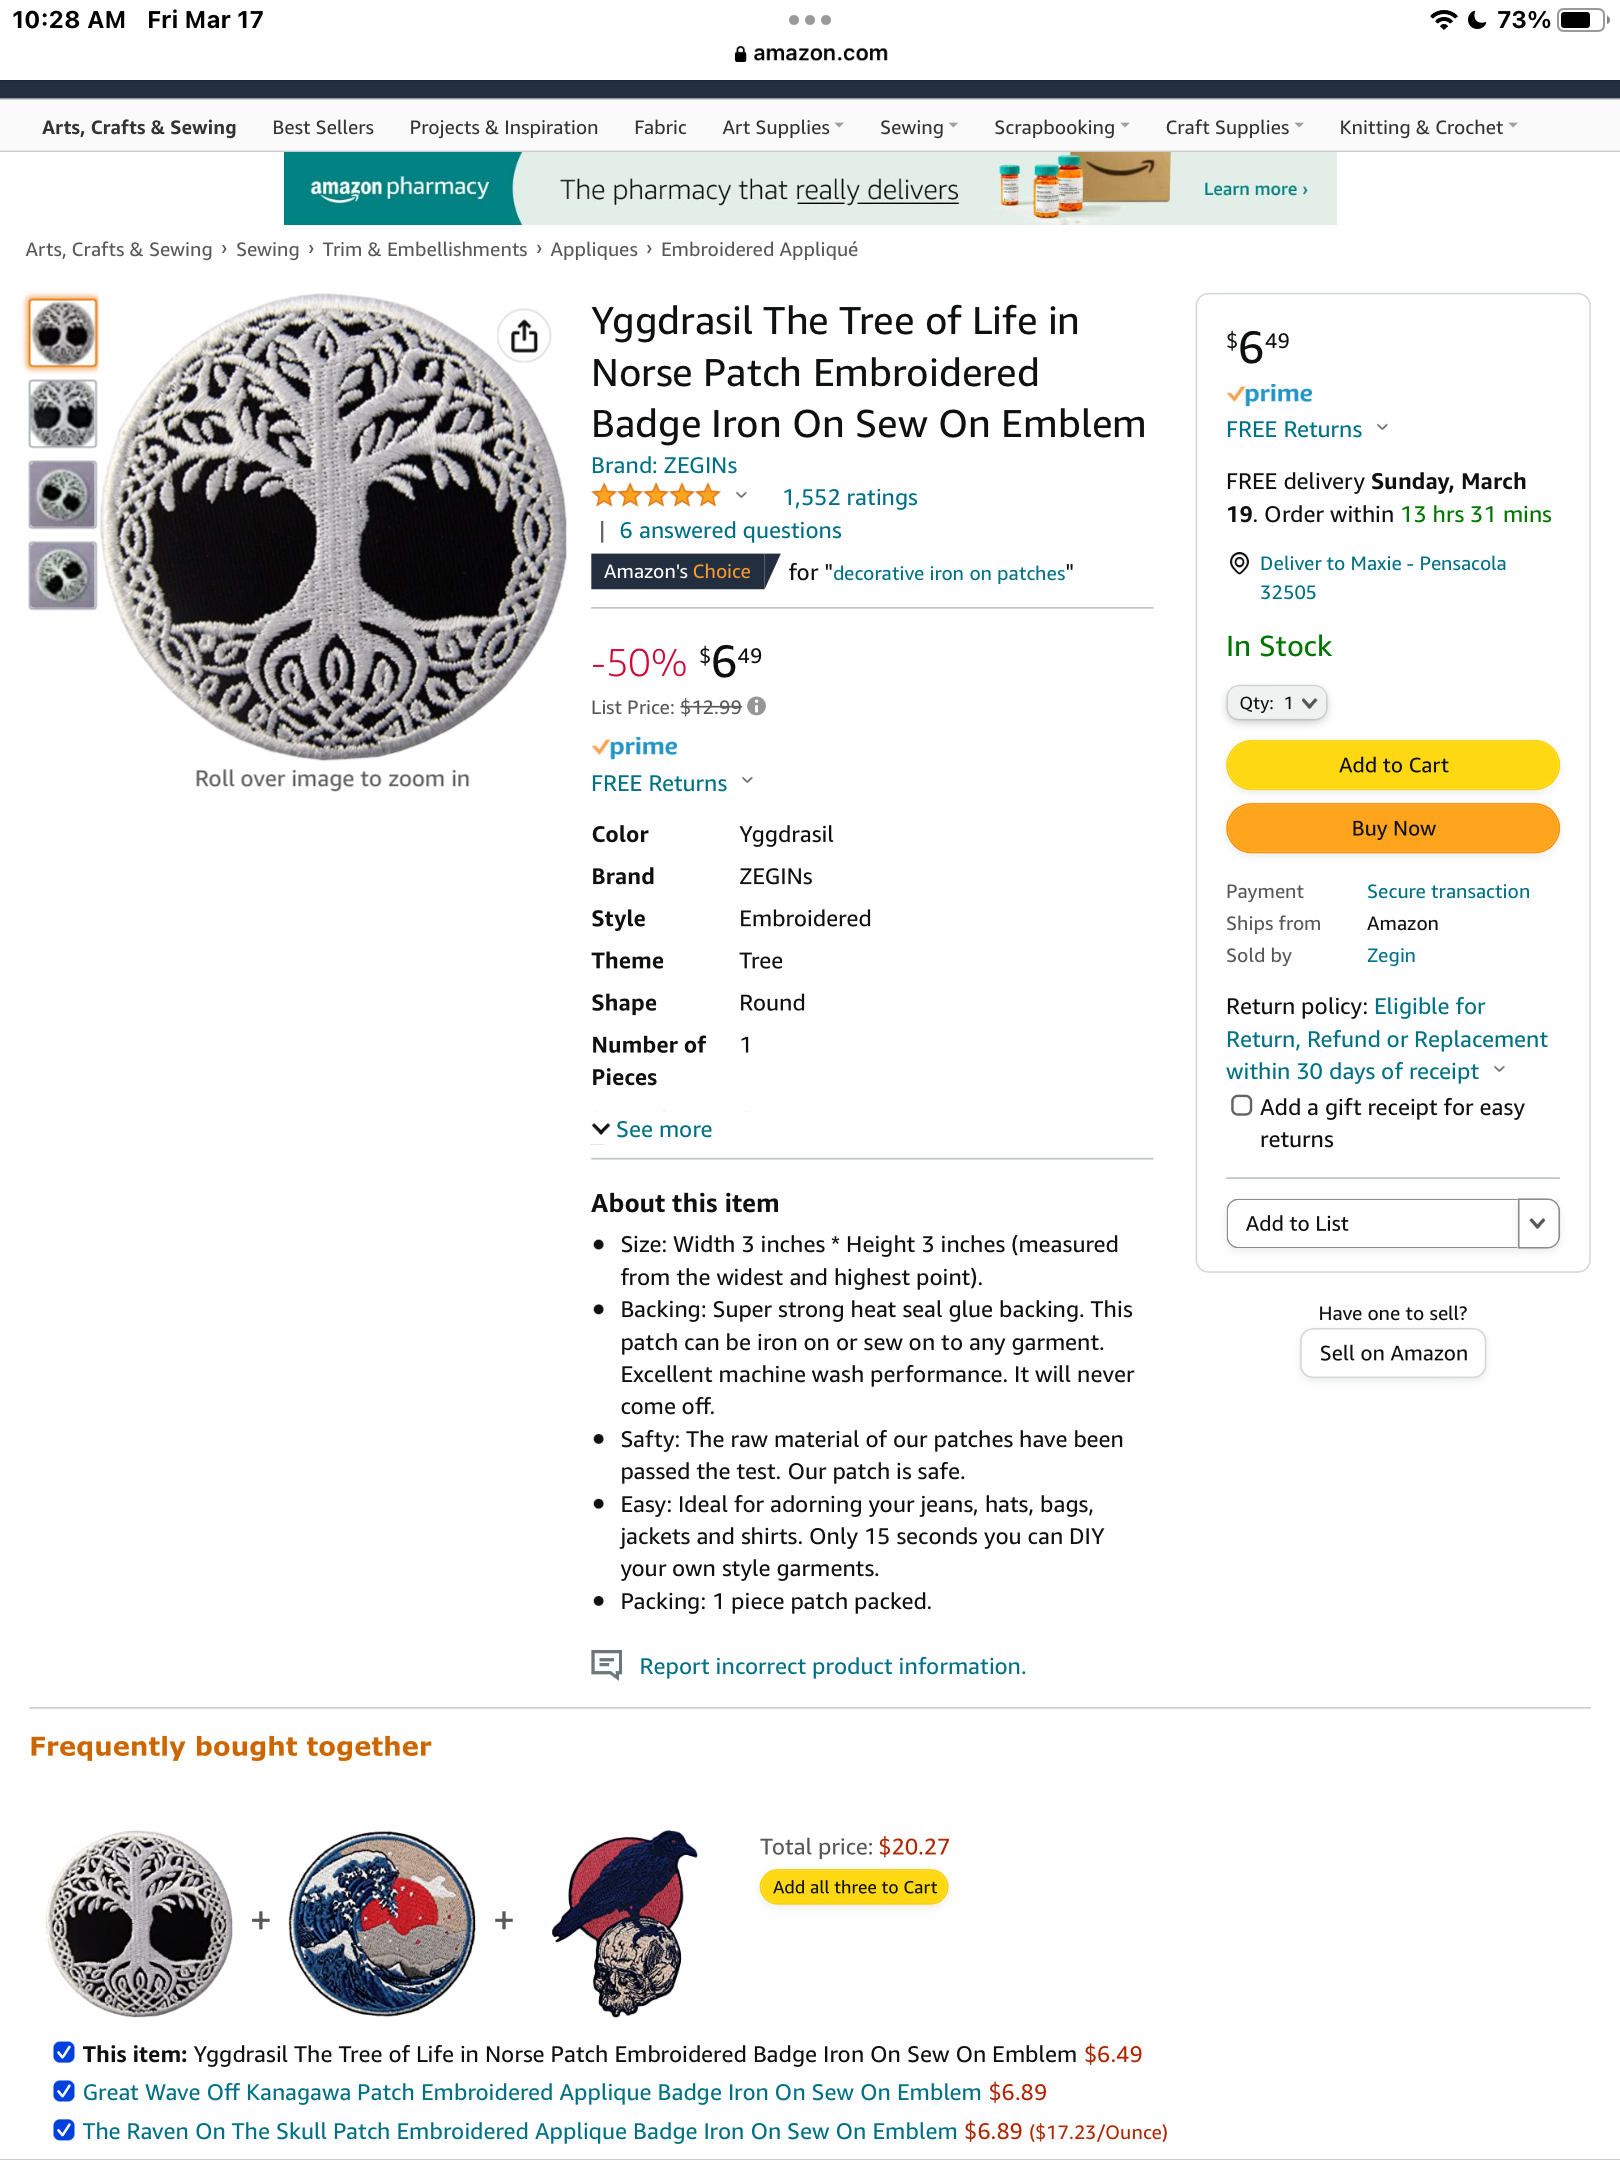 10:28 AM Fri Mar 17
73%
amazon.com
Arts, Crafts & Sewing Best Sellers Projects & Inspiration Fabric Art Supplies Sewing Scrapbooking Craft Supplies Knitting & Crochet
amazon pharmacy The pharmacy that really delivers Learn more ›
Arts, Crafts & Sewing › Sewing › Trim & Embellishments › Appliques › Embroidered Appliqué
Roll over image to zoom in
Yggdrasil The Tree of Life in
Norse Patch Embroidered
Badge Iron On Sew On Emblem
Brand: ZEGINs
1,552 ratings
| 6 answered questions
Amazon's Choice for "decorative iron on patches"
-50% $6 49
List Price: $12.99
prime
FREE Returns
Color Yggdrasil
Brand ZEGINs
Style Embroidered
Theme Tree
Shape Round
Number of 1
Pieces
See more
About this item
• Size: Width 3 inches * Height 3 inches (measured
from the widest and highest point).
• Backing: Super strong heat seal glue backing. This
patch can be iron on or sew on to any garment.
Excellent machine wash performance. It will never
come off.
• Safty: The raw material of our patches have been
passed the test. Our patch is safe.
• Easy: Ideal for adorning your jeans, hats, bags,
jackets and shirts. Only 15 seconds you can DIY
your own style garments.
• Packing: 1 piece patch packed.
Report incorrect product information.
$6 49
prime
FREE Returns
FREE delivery Sunday, March
19. Order within 13 hrs 31 mins
Deliver to Maxie - Pensacola
32505
In Stock
Qty: 1
Add to Cart
Buy Now
Payment Secure transaction
Ships from Amazon
Sold by Zegin
Return policy: Eligible for
Return, Refund or Replacement
within 30 days of receipt
Add a gift receipt for easy
returns
Add to List
Have one to sell?
Sell on Amazon
Frequently bought together
+ +
Total price: $20.27
Add all three to Cart
This item: Yggdrasil The Tree of Life in Norse Patch Embroidered Badge Iron On Sew On Emblem $6.49
Great Wave Off Kanagawa Patch Embroidered Applique Badge Iron On Sew On Emblem $6.89
The Raven On The Skull Patch Embroidered Applique Badge Iron On Sew On Emblem $6.89 ($17.23/Ounce)